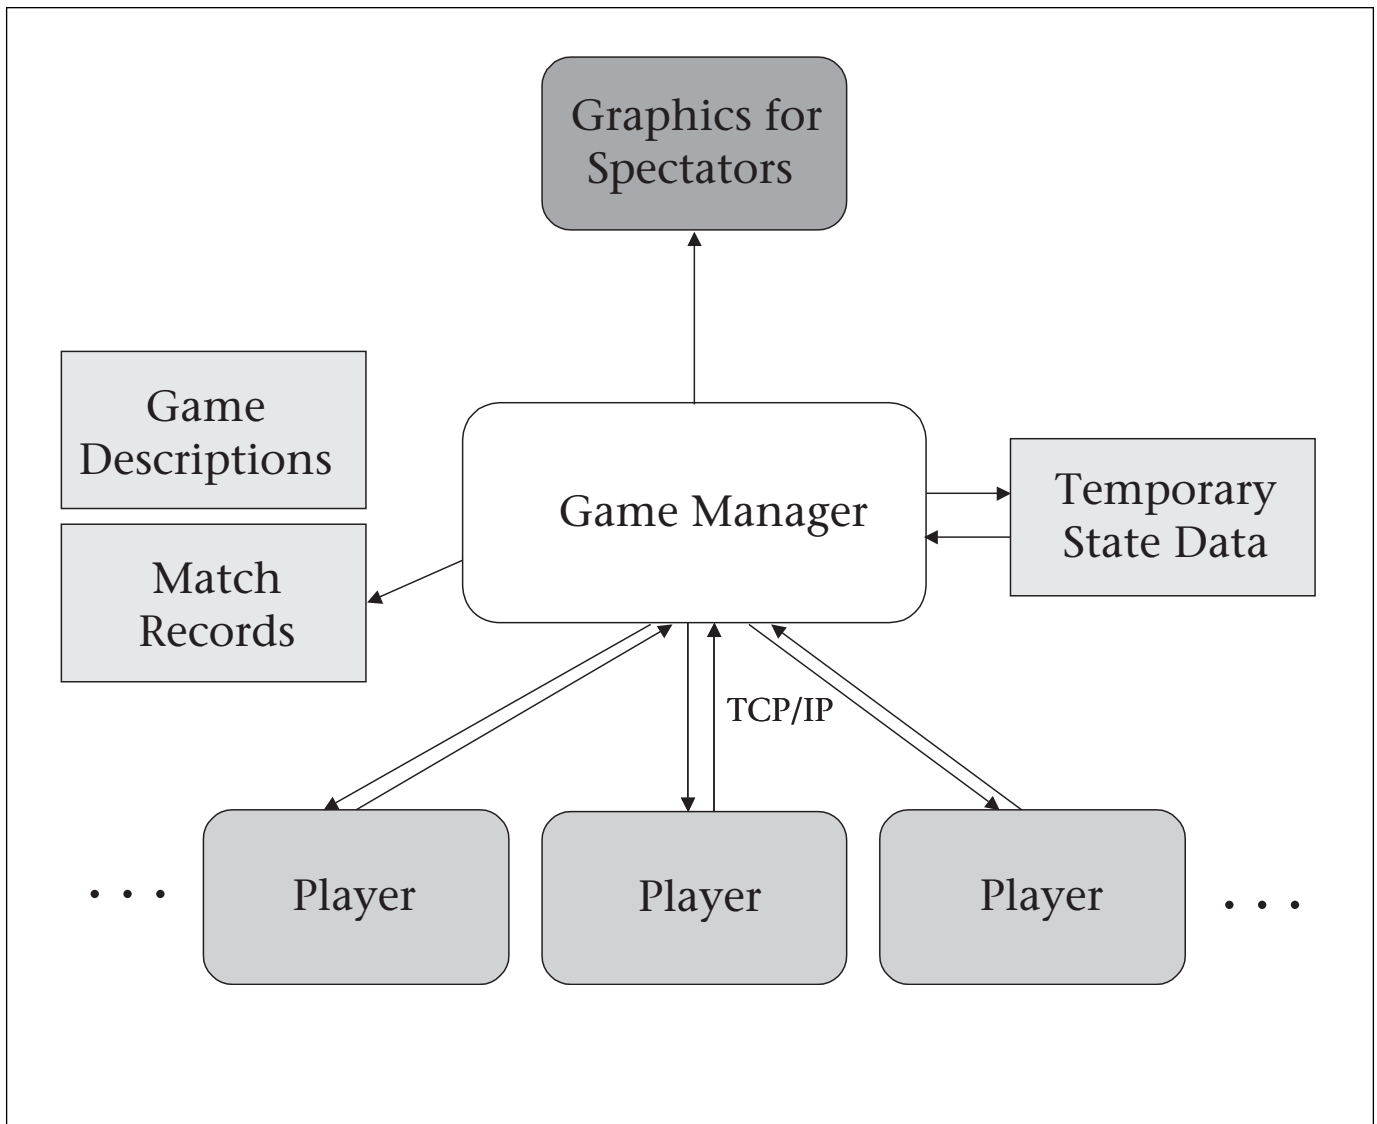 Graphics for
Spectators
Game
Descriptions
Game Manager
Temporary
State Data
Match
Records
TCP/IP
. . .
Player
Player
Player
. . .